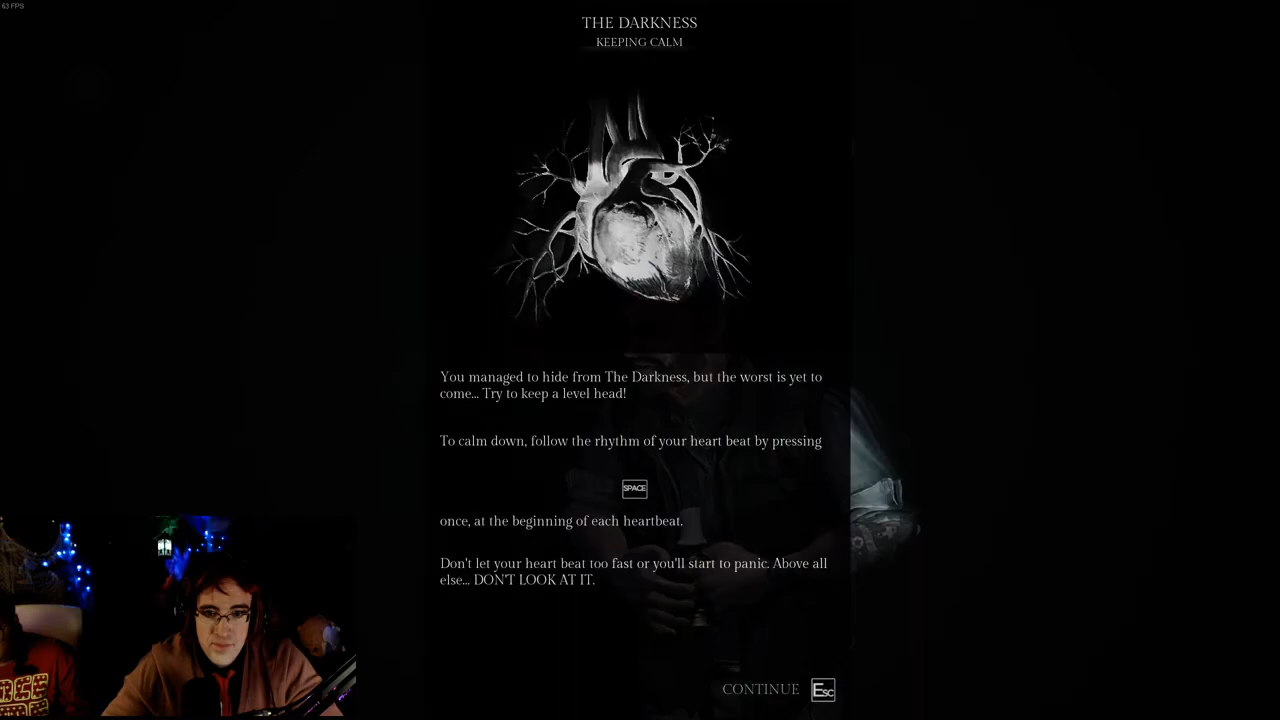 63 FPS
THE DARKNESS
KEEPING CALM
You managed to hide from The Darkness, but the worst is yet to
come... Try to keep a level head!
To calm down, follow the rhythm of your heart beat by pressing
SPACE
once, at the beginning of each heartbeat.
Don't let your heart beat too fast or you'll start to panic. Above all
else... DON'T LOOK AT IT.
CONTINUE ESC